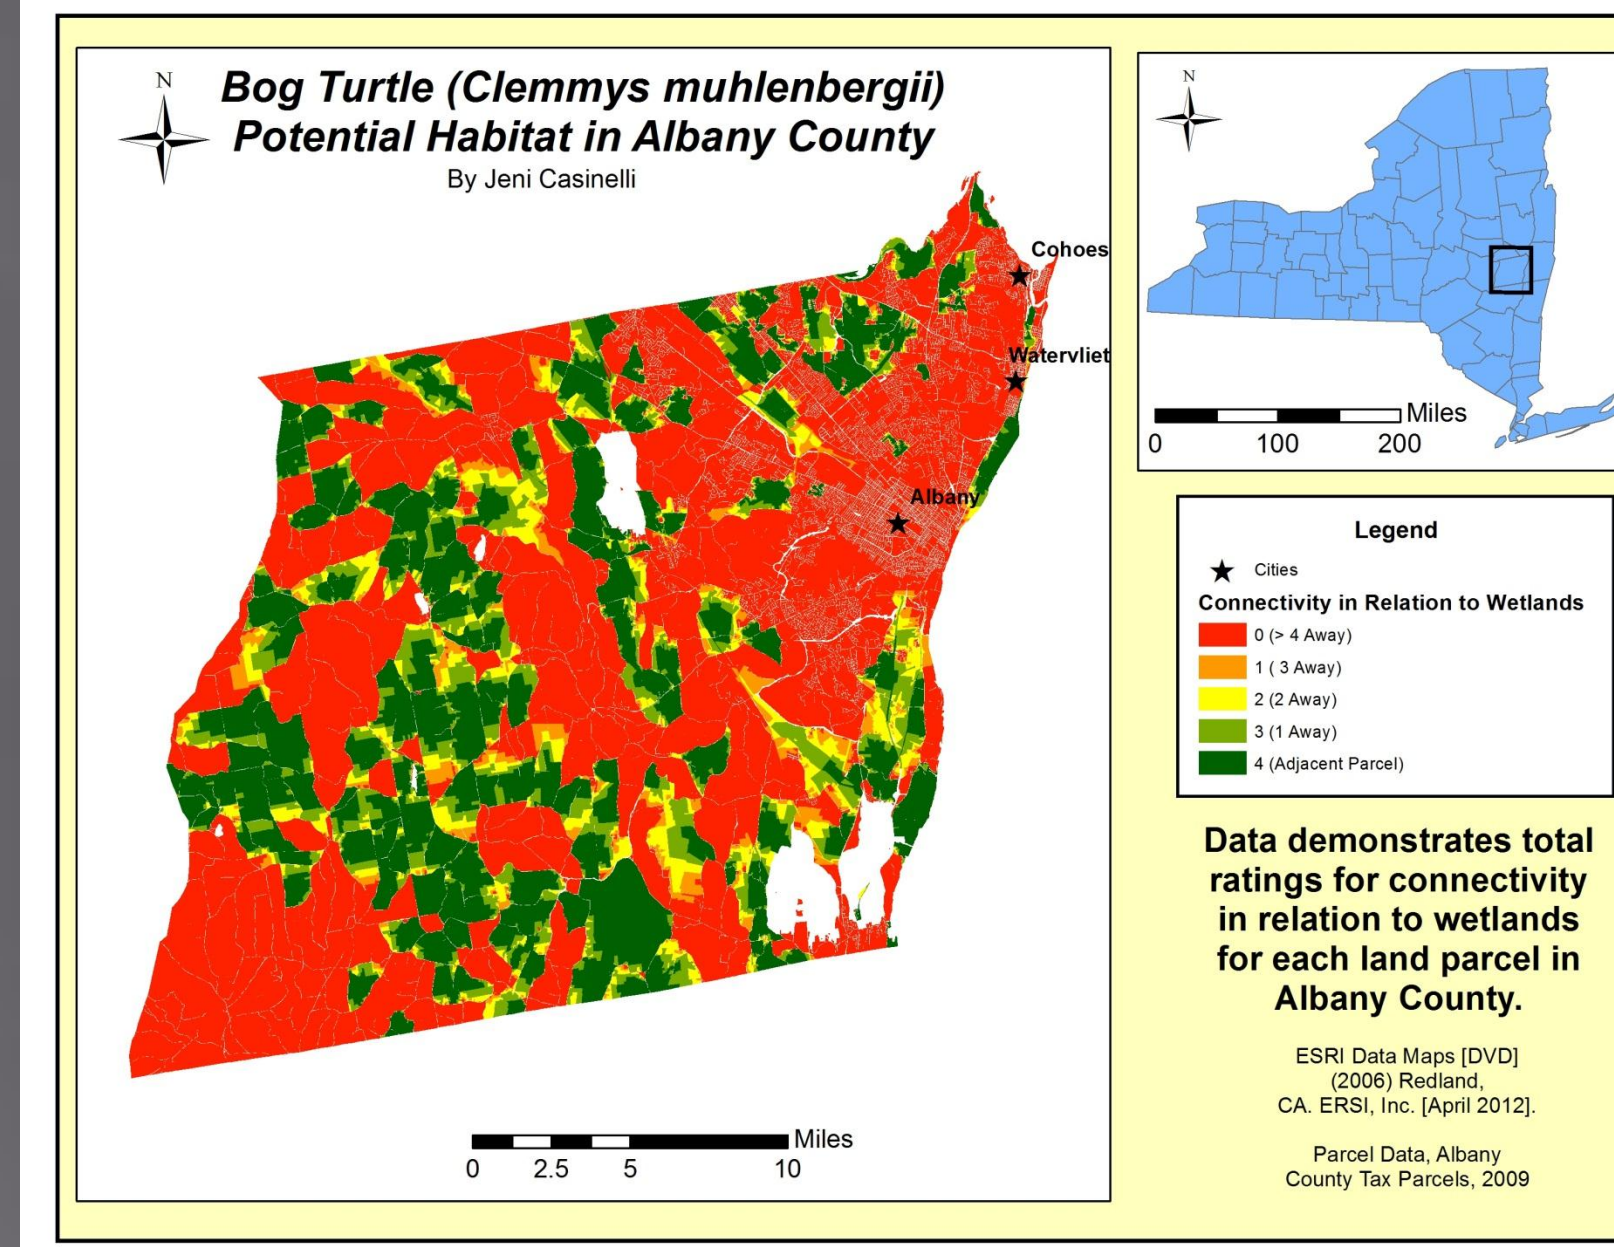 N
Bog Turtle (Clemmys muhlenbergii)
Potential Habitat in Albany County
By Jeni Casinelli
Cohoes
Watervliet
Albany
Miles
0 2.5 5 10
N
Miles
0 100 200
Legend
Cities
Connectivity in Relation to Wetlands
0 (> 4 Away)
1 ( 3 Away)
2 (2 Away)
3 (1 Away)
4 (Adjacent Parcel)
Data demonstrates total
ratings for connectivity
in relation to wetlands
for each land parcel in
Albany County.
ESRI Data Maps [DVD]
(2006) Redland,
CA. ERSI, Inc. [April 2012].
Parcel Data, Albany
County Tax Parcels, 2009